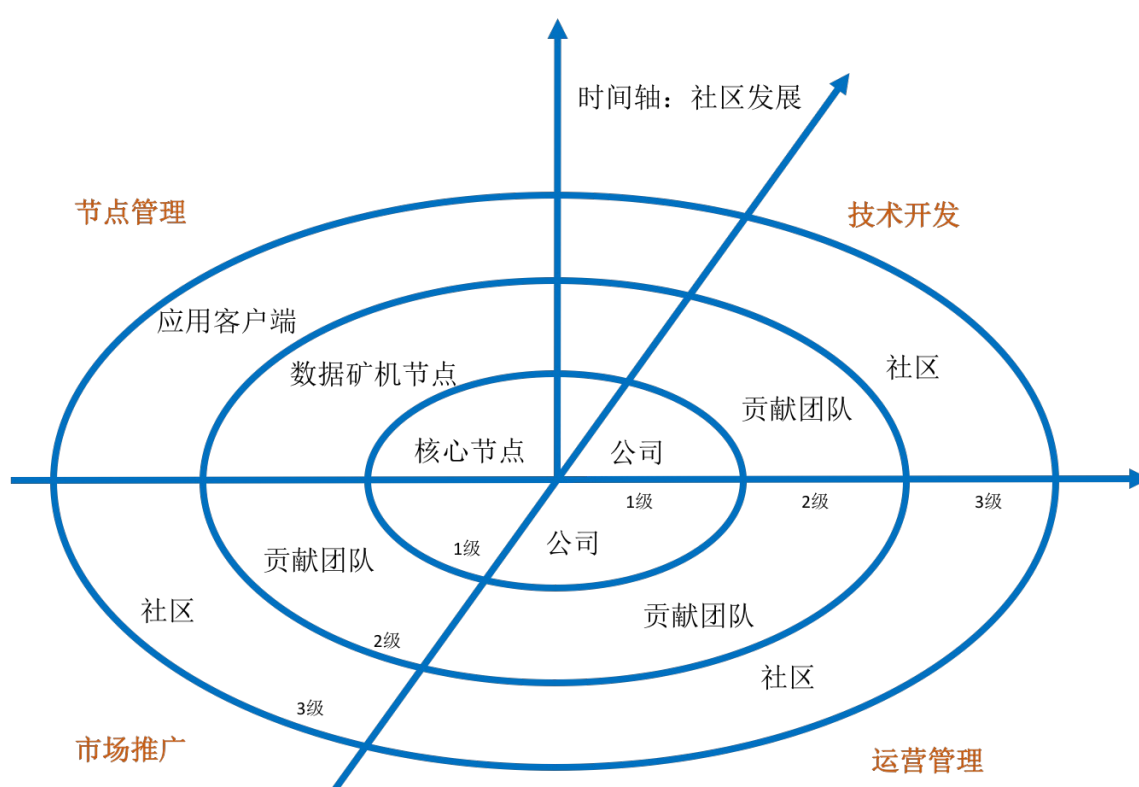 时间轴：社区发展
节点管理
技术开发
应用客户端
数据矿机节点
社区
贡献团队
核心节点
公司
1级
2级
3级
公司
1级
贡献团队
社区
贡献团队
2级
社区
3级
市场推广
运营管理